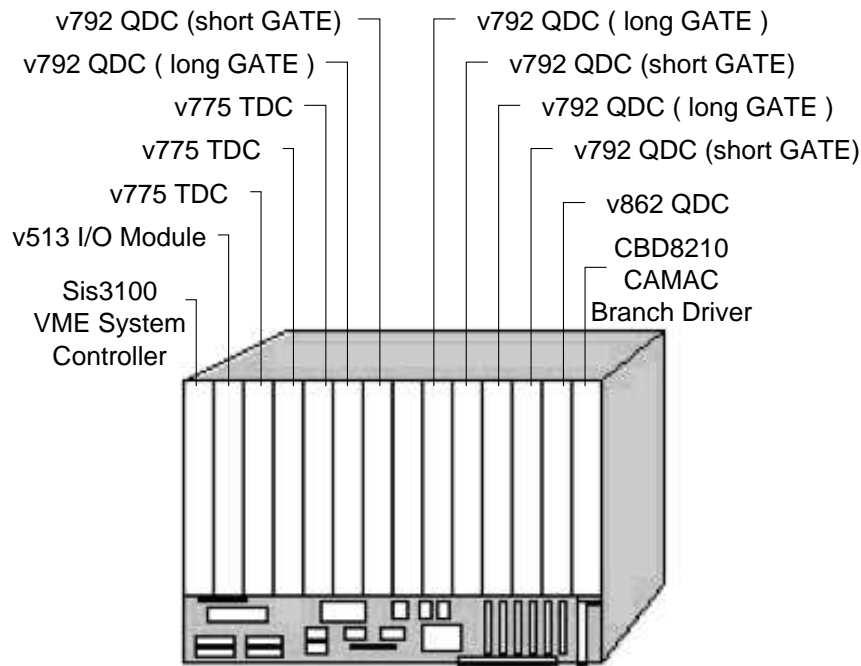 v792 QDC (short GATE)
v792 QDC ( long GATE )
v775 TDC
v775 TDC
v775 TDC
v513 I/O Module
Sis3100
VME System
Controller
v792 QDC ( long GATE )
v792 QDC (short GATE)
v792 QDC ( long GATE )
v792 QDC (short GATE)
v862 QDC
CBD8210
CAMAC
Branch Driver